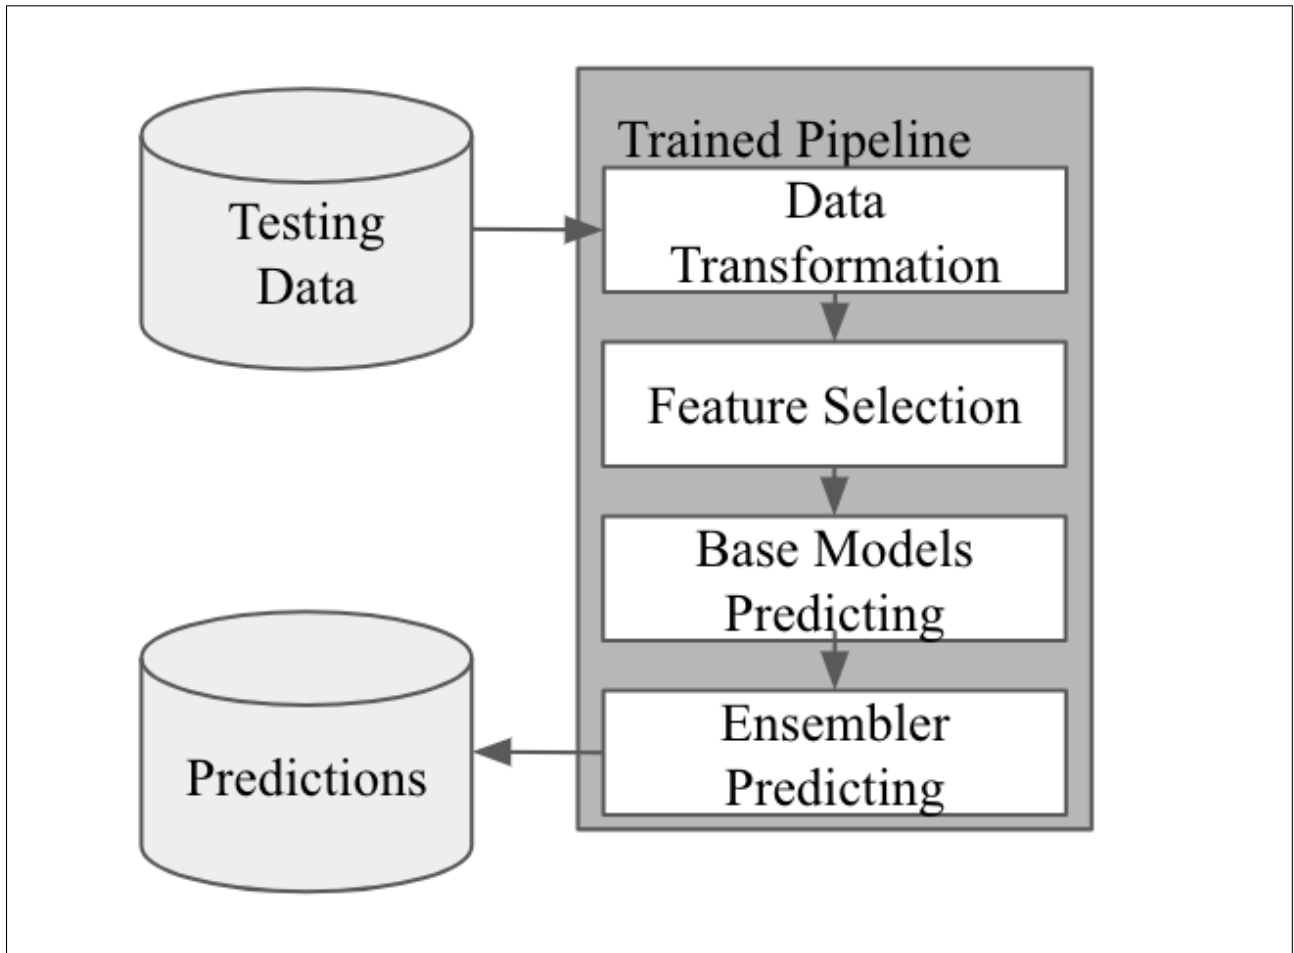 Testing
Data
Trained Pipeline
Data
Transformation
Feature Selection
Base Models
Predicting
Ensembler
Predicting
Predictions